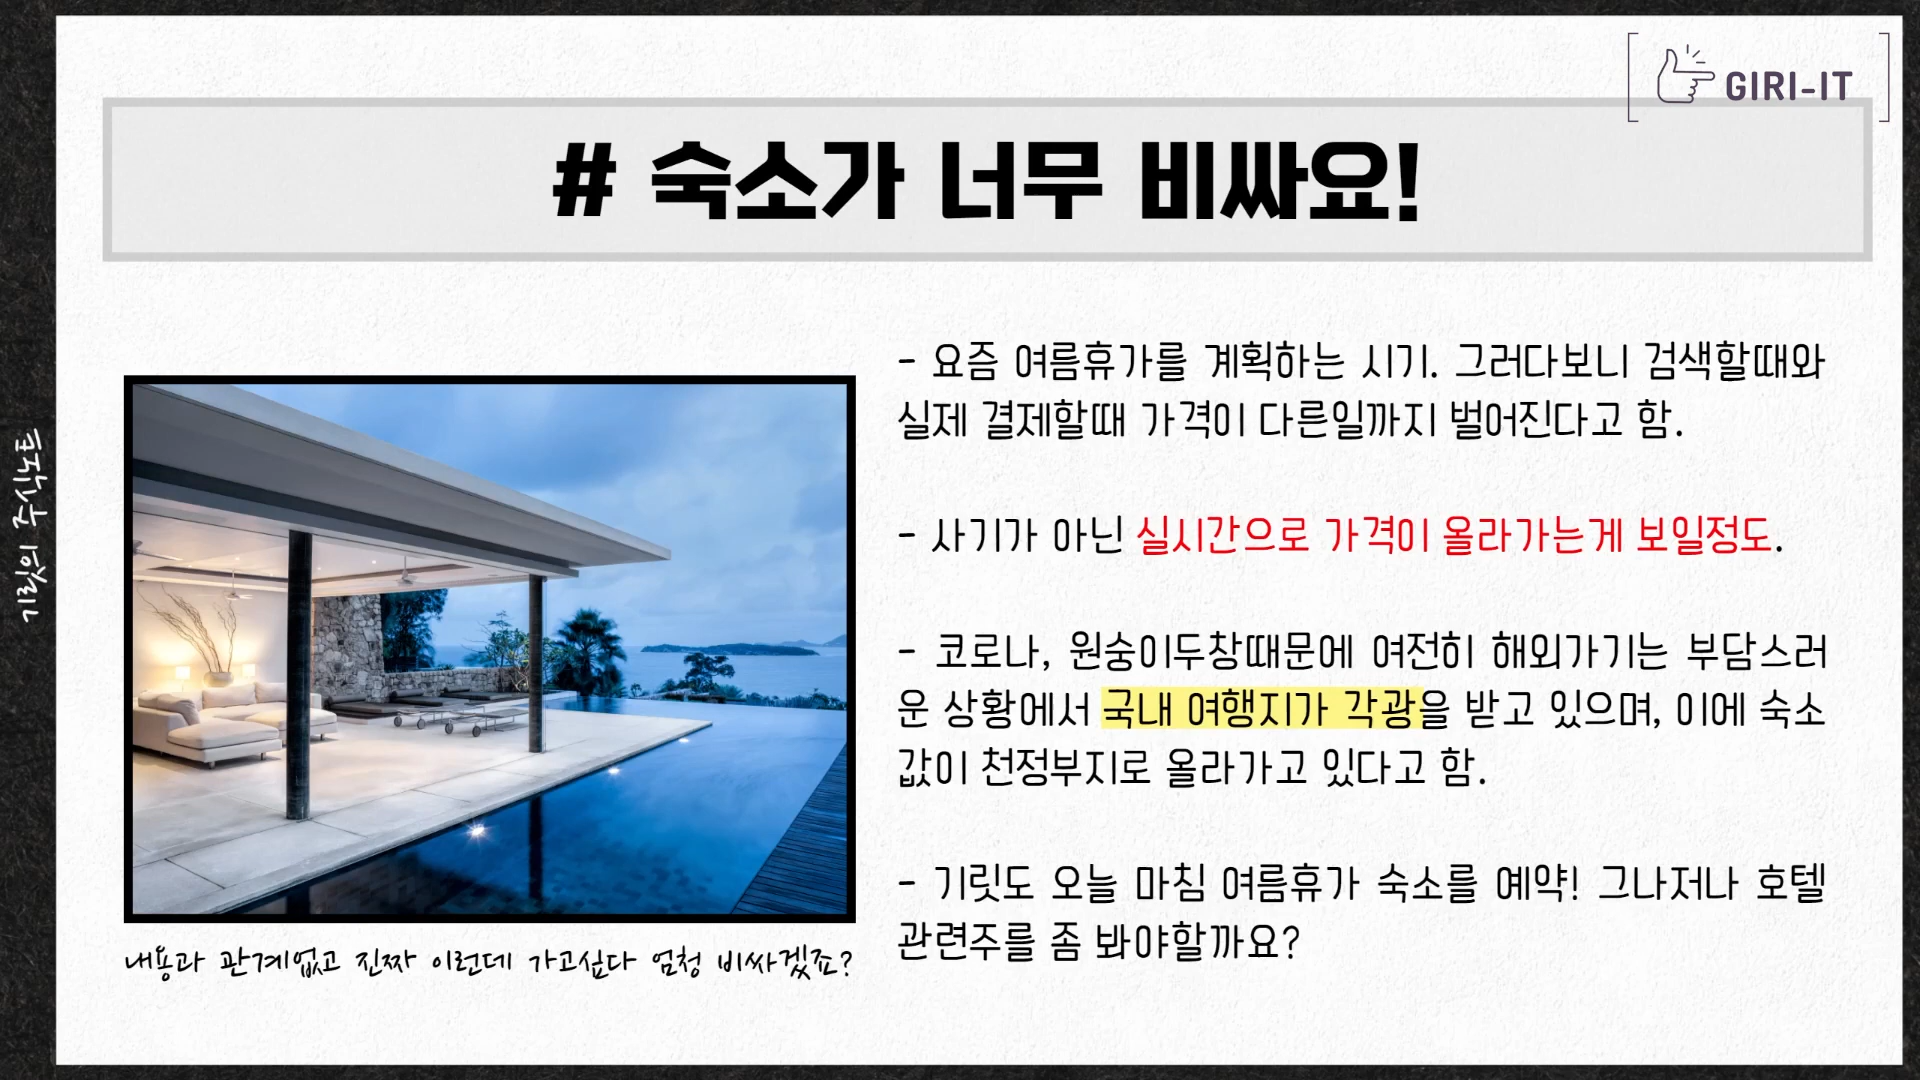 GIRI-IT
# 숙소가 너무 비싸요!
- 요즘 여름휴가를 계획하는 시기. 그러다보니 검색할때와
실제 결제할때 가격이 다른일까지 벌어진다고 함.
- 사기가 아닌 실시간으로 가격이 올라가는게 보일정도.
- 코로나, 원숭이두창때문에 여전히 해외가기는 부담스러
운 상황에서 국내 여행지가 각광을 받고 있으며, 이에 숙소
값이 천정부지로 올라가고 있다고 함.
- 기릿도 오늘 마침 여름휴가 숙소를 예약! 그나저나 호텔
관련주를 좀 봐야할까요?
내용과 관계없고 진짜 이런데 가고싶다 엄청 비싸겠죠?
기릿의 주식노트